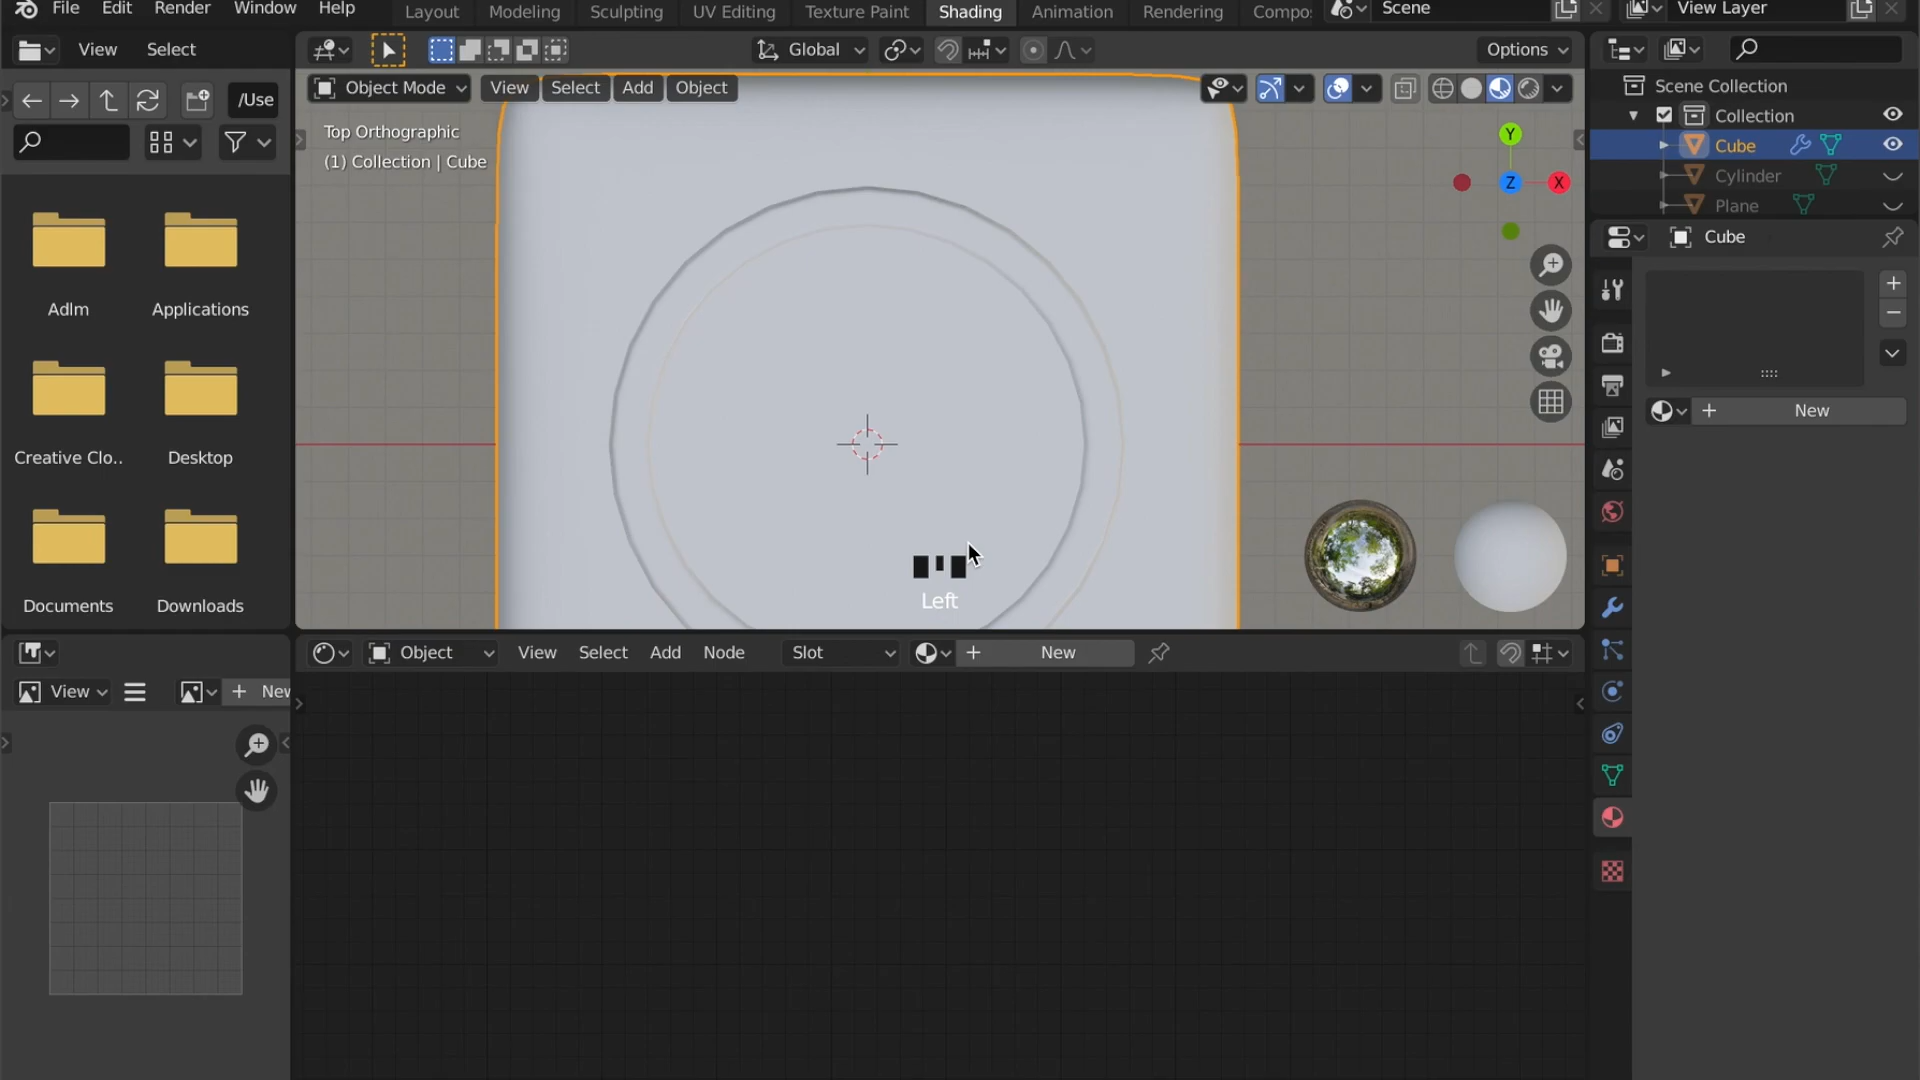 File Edit Render Window Help Layout Modeling Sculpting UV Editing Texture Paint Shading Animation Rendering Compo Scene View Layer
View Select Global Options
/Use Object Mode View Select Add Object Scene Collection
Collection
Top Orthographic
(1) Collection | Cube
Cube
Cylinder
Plane
Y
Z X
Cube
Adlm Applications
New
Creative Clo.. Desktop
Documents Downloads
Left
Object View Select Add Node Slot New
View New